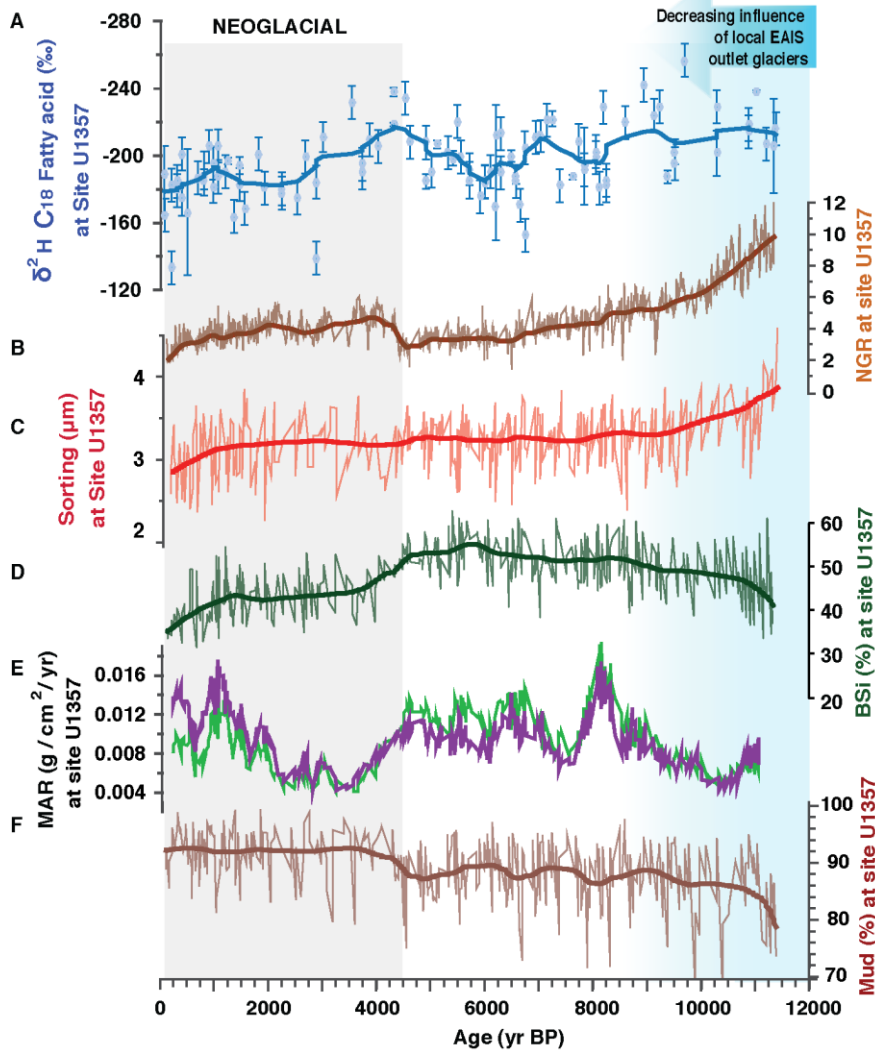 A
B
C
D
E
F
NEOGLACIAL
Decreasing influence
of local EAIS
outlet glaciers
δ² H C18 Fatty acid (‰)
at Site U1357
-280
-240
-200
-160
-120
NGR at site U1357
12
10
8
6
4
2
0
Sorting (µm)
at Site U1357
4
3
2
BSi (%) at site U1357
60
50
40
30
20
MAR (g / cm² / yr)
at site U1357
0.016
0.012
0.008
0.004
Mud (%) at site U1357
100
90
80
70
0 2000 4000 6000 8000 10000 12000
Age (yr BP)